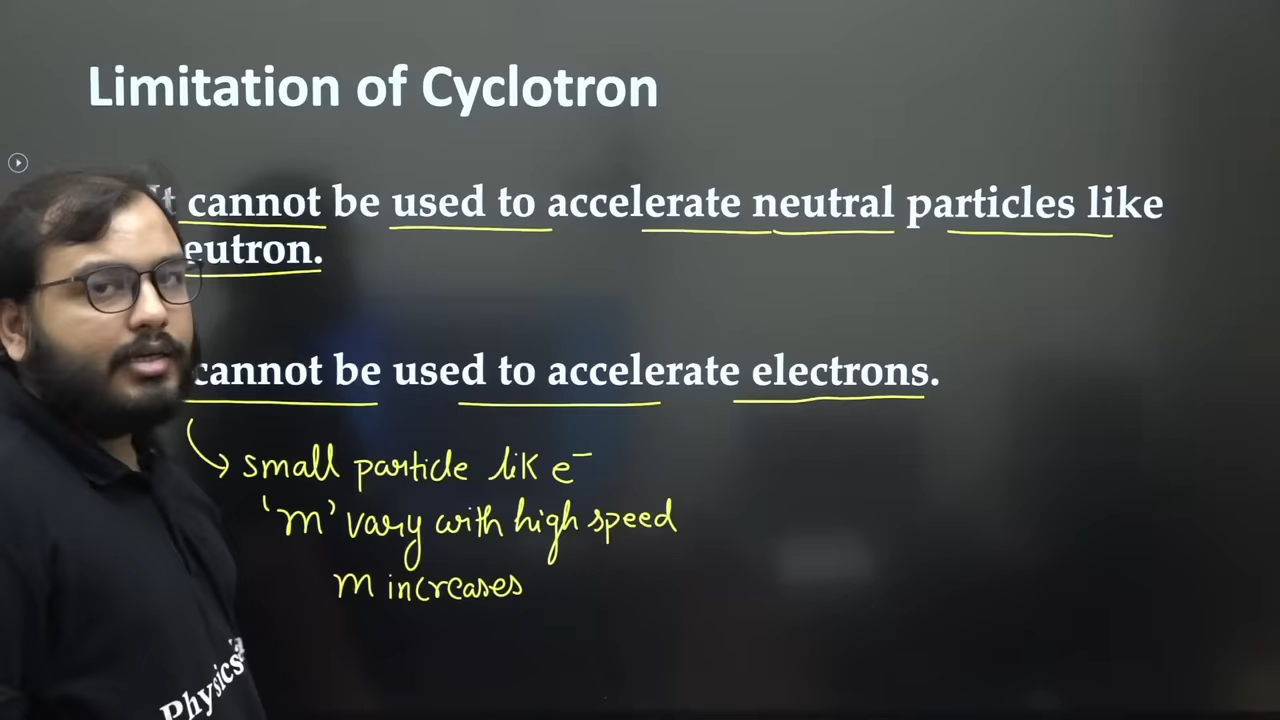 Limitation of Cyclotron
It cannot be used to accelerate neutral particles like
eutron.
cannot be used to accelerate electrons.
small particle lik e⁻
'm' vary with high speed
m increases
Physics